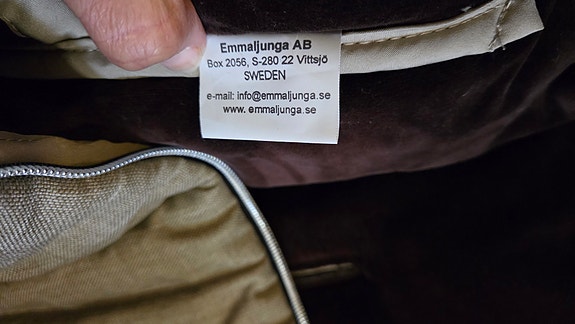 Emmaljunga AB
Box 2056, S-280 22 Vittsjö
SWEDEN
e-mail: info@emmaljunga.se
www. emmaljunga.se